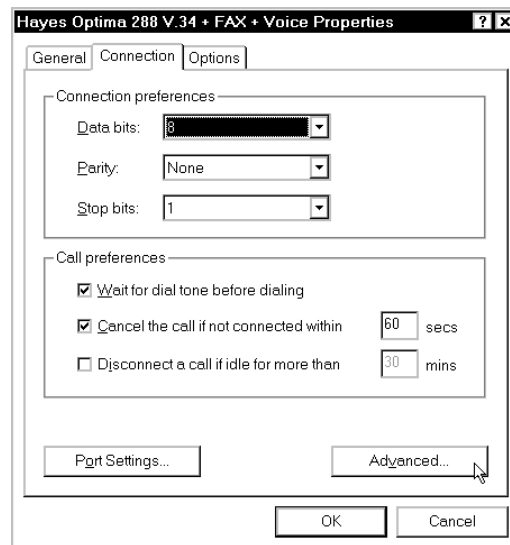 Hayes Optima 288 V.34 + FAX + Voice Properties ? X
General Connection Options
Connection preferences
Data bits: 8
Parity: None
Stop bits: 1
Call preferences
Wait for dial tone before dialing
Cancel the call if not connected within 60 secs
Disconnect a call if idle for more than 30 mins
Port Settings... Advanced...
OK Cancel